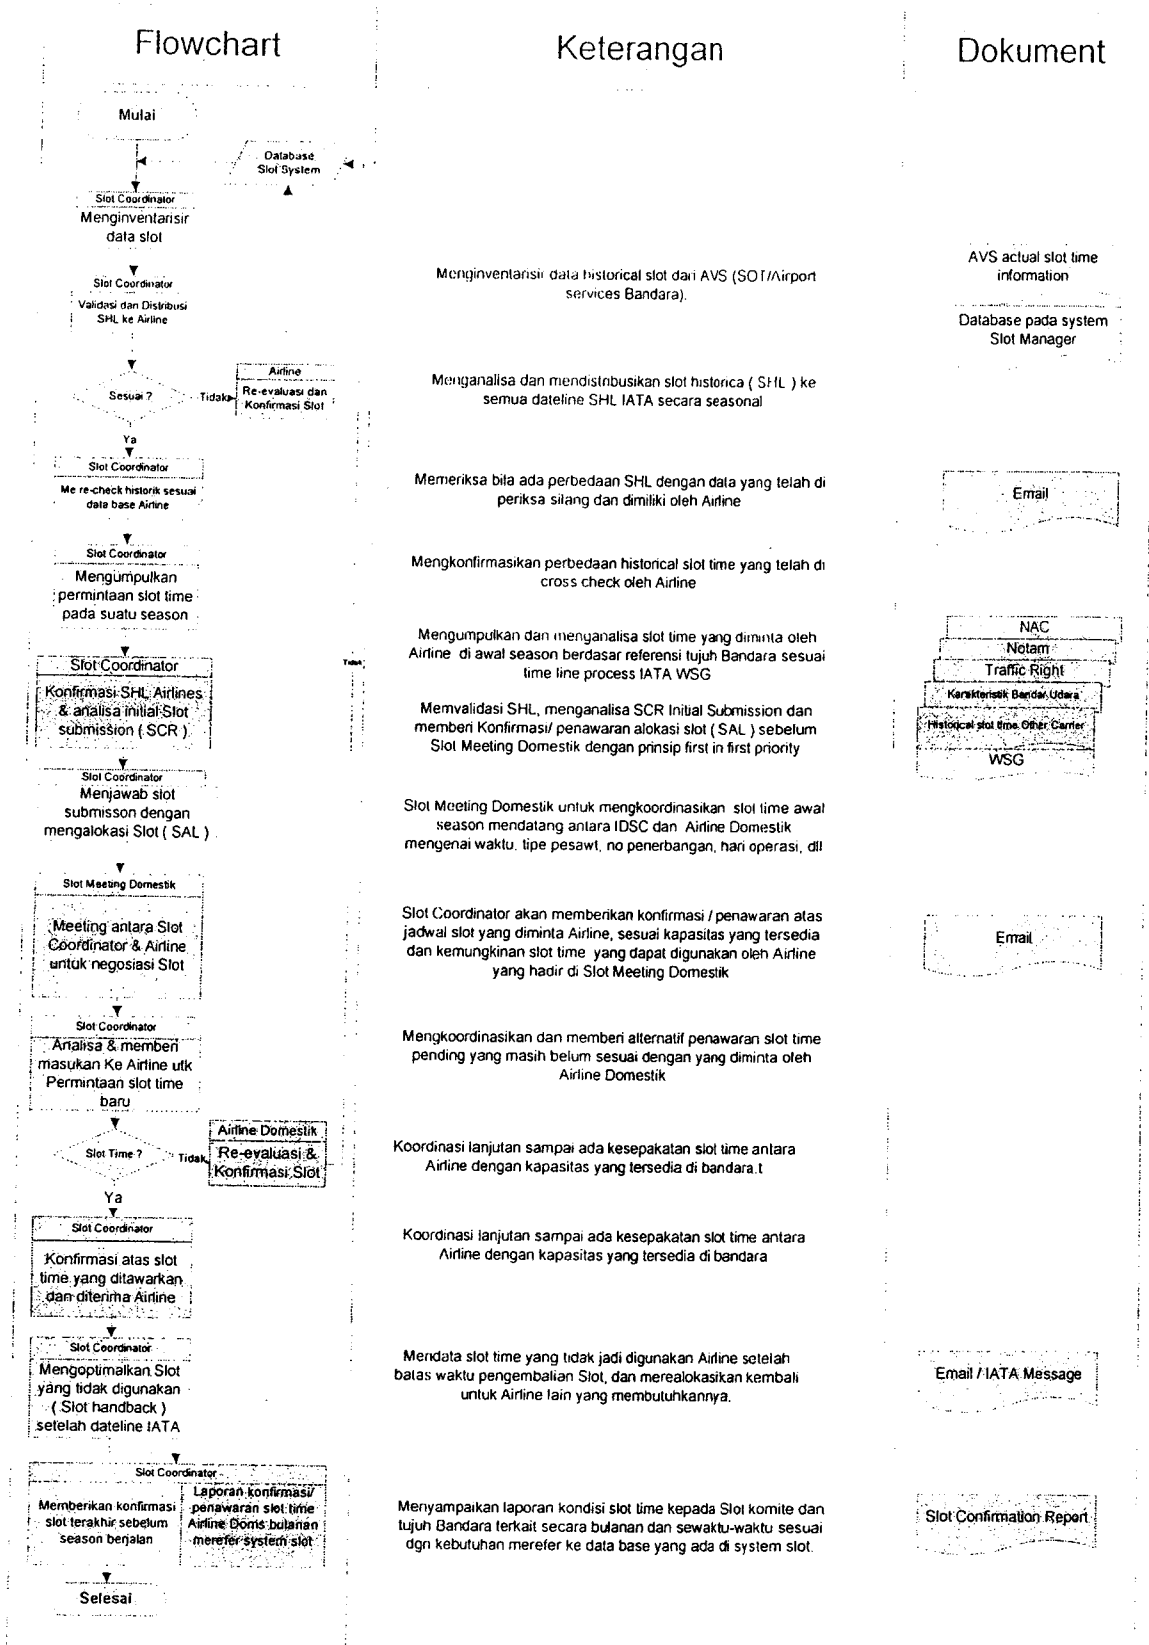 Flowchart
Keterangan
Dokument
Mulai
Database
Slot System
Slot Coordinator
Menginventarisir
data slot
Slot Coordinator
Validasi dan Distribusi
SHL ke Airline
Menginventarisir data historical slot dari AVS (SOT/Airport
services Bandara).
AVS actual slot time
information
Database pada system
Slot Manager
Sesuai ?
Tidak
Airline
Re-evaluasi dan
Konfirmasi Slot
Menganalisa dan mendistribusikan slot historica ( SHL ) ke
semua dateline SHL IATA secara seasonal
Ya
Slot Coordinator
Me re-check historik sesuai
data base Airline
Memeriksa bila ada perbedaan SHL dengan data yang telah di
periksa silang dan dimiliki oleh Airline
Email
Slot Coordinator
Mengumpulkan
permintaan slot time
pada suatu season
Mengkonfirmasikan perbedaan historical slot time yang telah di
cross check oleh Airline
Slot Coordinator
Konfirmasi SHL Airlines
& analisa initial Slot
submission ( SCR )
Tidak
Mengumpulkan dan menganalisa slot time yang diminta oleh
Airline di awal season berdasar referensi tujuh Bandara sesuai
time line process IATA WSG
Memvalidasi SHL, menganalisa SCR Initial Submission dan
memberi Konfirmasi/ penawaran alokasi slot ( SAL ) sebelum
Slot Meeting Domestik dengan prinsip first in first priority
NAC
Notam
Traffic Right
Karakteristik Bandar Udara
Historical slot time Other Carrier
WSG
Slot Coordinator
Menjawab slot
submisson dengan
mengalokasi Slot ( SAL )
Slot Meeting Domestik untuk mengkoordinasikan slot time awal
season mendatang antara IDSC dan Airline Domestik
mengenai waktu, tipe pesawt, no penerbangan, hari operasi, dll
Slot Meeting Domestik
Meeting antara Slot
Coordinator & Airline
untuk negosiasi Slot
Slot Coordinator akan memberikan konfirmasi / penawaran atas
jadwal slot yang diminta Airline, sesuai kapasitas yang tersedia
dan kemungkinan slot time yang dapat digunakan oleh Airline
yang hadir di Slot Meeting Domestik
Email
Slot Coordinator
Analisa & memberi
masukan Ke Airline utk
Permintaan slot time
baru
Mengkoordinasikan dan memberi alternatif penawaran slot time
pending yang masih belum sesuai dengan yang diminta oleh
Airline Domestik
Slot Time ?
Tidak
Airline Domestik
Re-evaluasi &
Konfirmasi Slot
Koordinasi lanjutan sampai ada kesepakatan slot time antara
Airline dengan kapasitas yang tersedia di bandara.t
Ya
Slot Coordinator
Konfirmasi atas slot
time yang ditawarkan
dan diterima Airline
Koordinasi lanjutan sampai ada kesepakatan slot time antara
Airline dengan kapasitas yang tersedia di bandara
Slot Coordinator
Mengoptimalkan Slot
yang tidak digunakan
( Slot handback )
setelah dateline IATA
Mendata slot time yang tidak jadi digunakan Airline setelah
batas waktu pengembalian Slot, dan merealokasikan kembali
untuk Airline lain yang membutuhkannya.
Email / IATA Message
Slot Coordinator
Memberikan konfirmasi
slot terakhir sebelum
season berjalan
Laporan konfirmasi/
penawaran slot time
Airline Doms bulanan
merefer system slot
Menyampaikan laporan kondisi slot time kepada Slot komite dan
tujuh Bandara terkait secara bulanan dan sewaktu-waktu sesuai
dgn kebutuhan merefer ke data base yang ada di system slot.
Slot Confirmation Report
Selesai